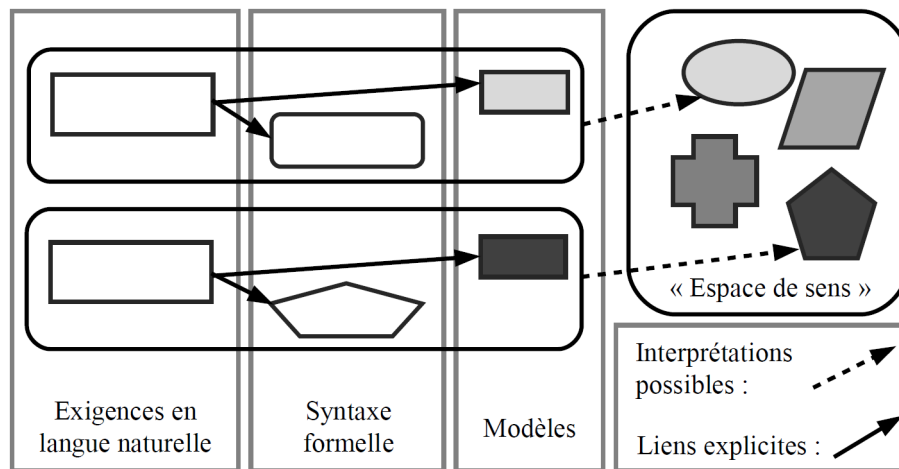 « Espace de sens »
Exigences en
langue naturelle
Syntaxe
formelle
Modèles
Interprétations
possibles :
Liens explicites :